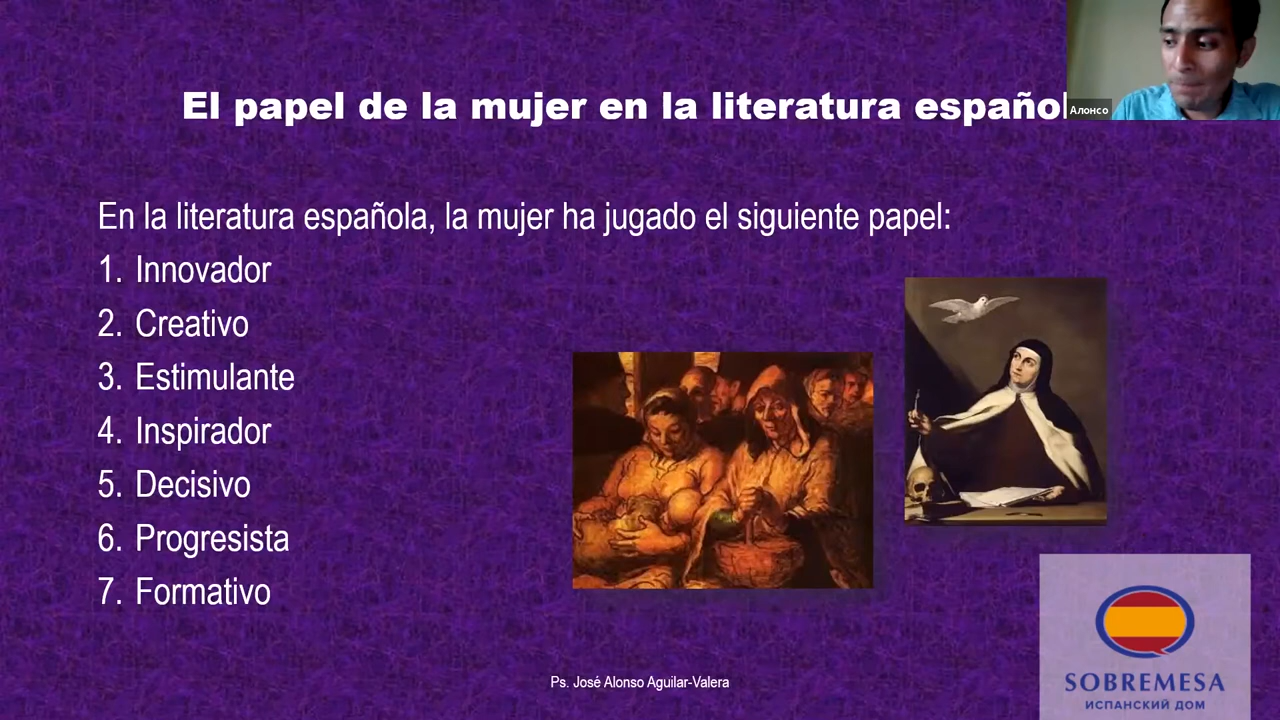 El papel de la mujer en la literatura español
Алонсо
En la literatura española, la mujer ha jugado el siguiente papel:
1. Innovador
2. Creativo
3. Estimulante
4. Inspirador
5. Decisivo
6. Progresista
7. Formativo
Ps. José Alonso Aguilar-Valera
SOBREMESA
ИСПАНСКИЙ ДОМ